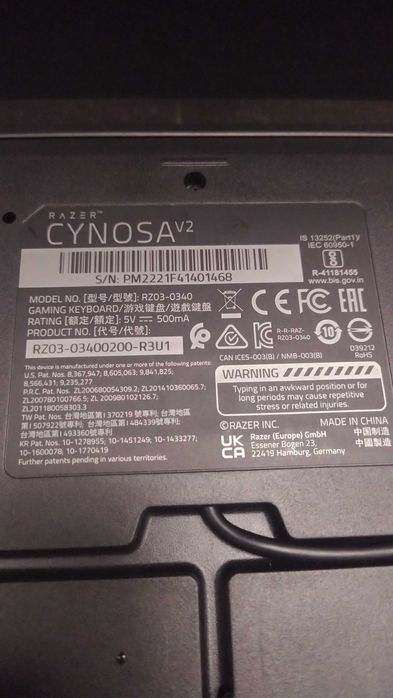 RAZER™
CYNOSA V2
S/N: PM2221F41401468
IS 13252(Part1)/
IEC 60950-1
R-41181455
www.bis.gov.in
MODEL NO. [型号/型號]: RZ03-0340
GAMING KEYBOARD/游戏键盘/遊戲鍵盤
RATING [额定/額定]: 5V ⎓ 500mA
PRODUCT NO. [代号/代號]:
RZ03-03400200-R3U1
CE FC EAC
R-R-RAZ-
RZ03-0340
10
D39212
RoHS
CAN ICES-003(B) / NMB-003(B)
This device is manufactured under one or more of the following patents:
U.S. Pat. Nos. 8,367,947; 8,605,063; 9,841,825;
8,566,431; 9,235,277
P.R.C. Pat. Nos. ZL200680054309.2; ZL201410360065.7;
ZL200780100766.5; ZL 200980102126.7;
ZL201180058303.3
TW Pat. Nos. 台灣地區第I 370219 號專利; 台灣地區
第I 507922號專利; 台灣地區第I 484339專利;
台灣地區第I 493360專利
KR Pat. Nos. 10-1278955; 10-1451249; 10-1433277;
10-1600078; 10-1770419
Further patents pending in various territories.
WARNING
Typing in an awkward position or for
long periods may cause repetitive
stress or related injuries.
©RAZER INC.
MADE IN CHINA
中国制造
中國製造
UK
CA
Razer (Europe) GmbH
Essener Bogen 23,
22419 Hamburg, Germany